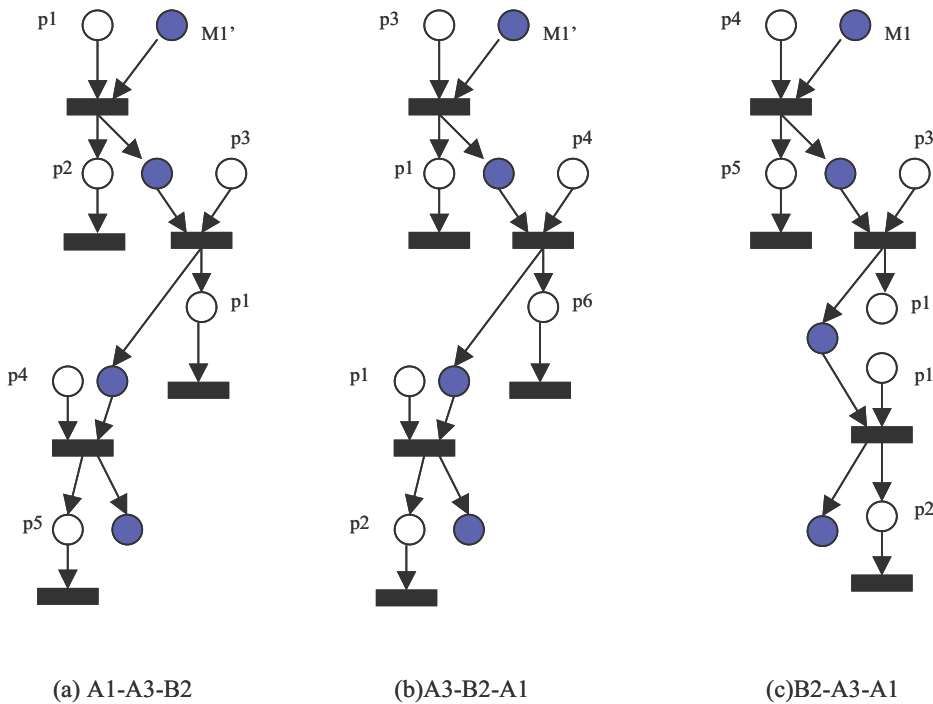 p1
M1’
p2
p3
p1
p4
p5
(a) A1-A3-B2
p3
M1’
p1
p4
p6
p1
p2
(b)A3-B2-A1
p4
M1
p5
p3
p1
p1
p2
(c)B2-A3-A1